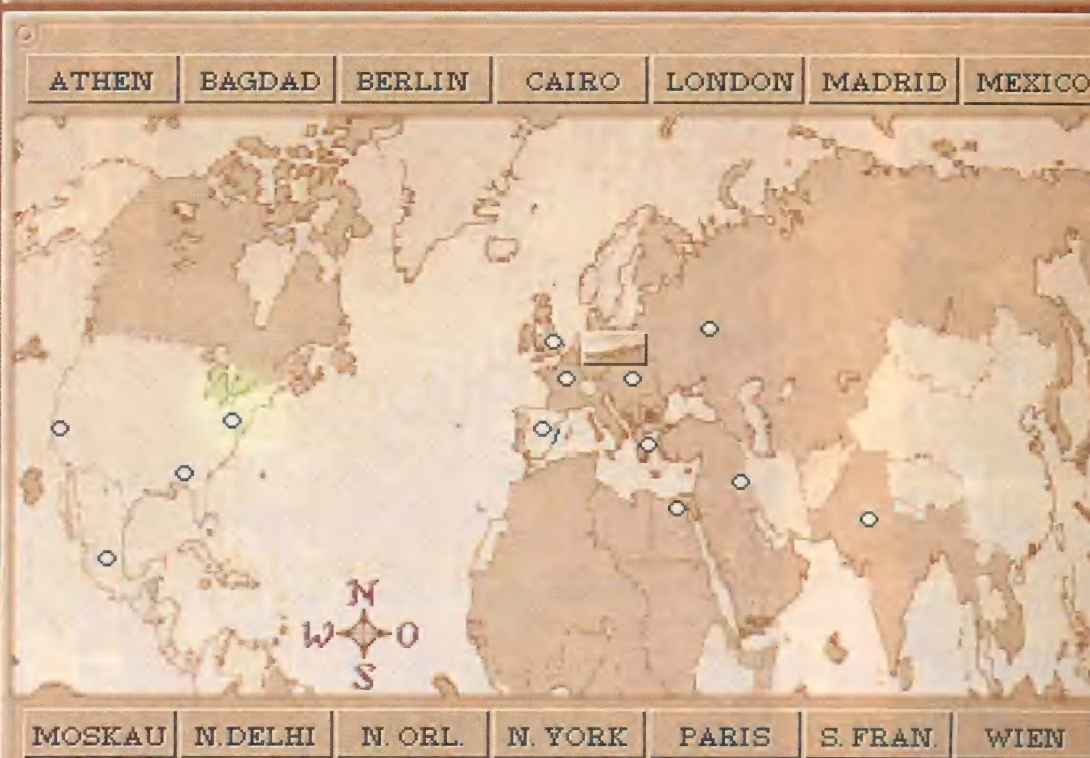 ATHEN BAGDAD BERLIN CAIRO LONDON MADRID MEXICO
N
W O
S
MOSKAU N.DELHI N. ORL. N. YORK PARIS S. FRAN. WIEN